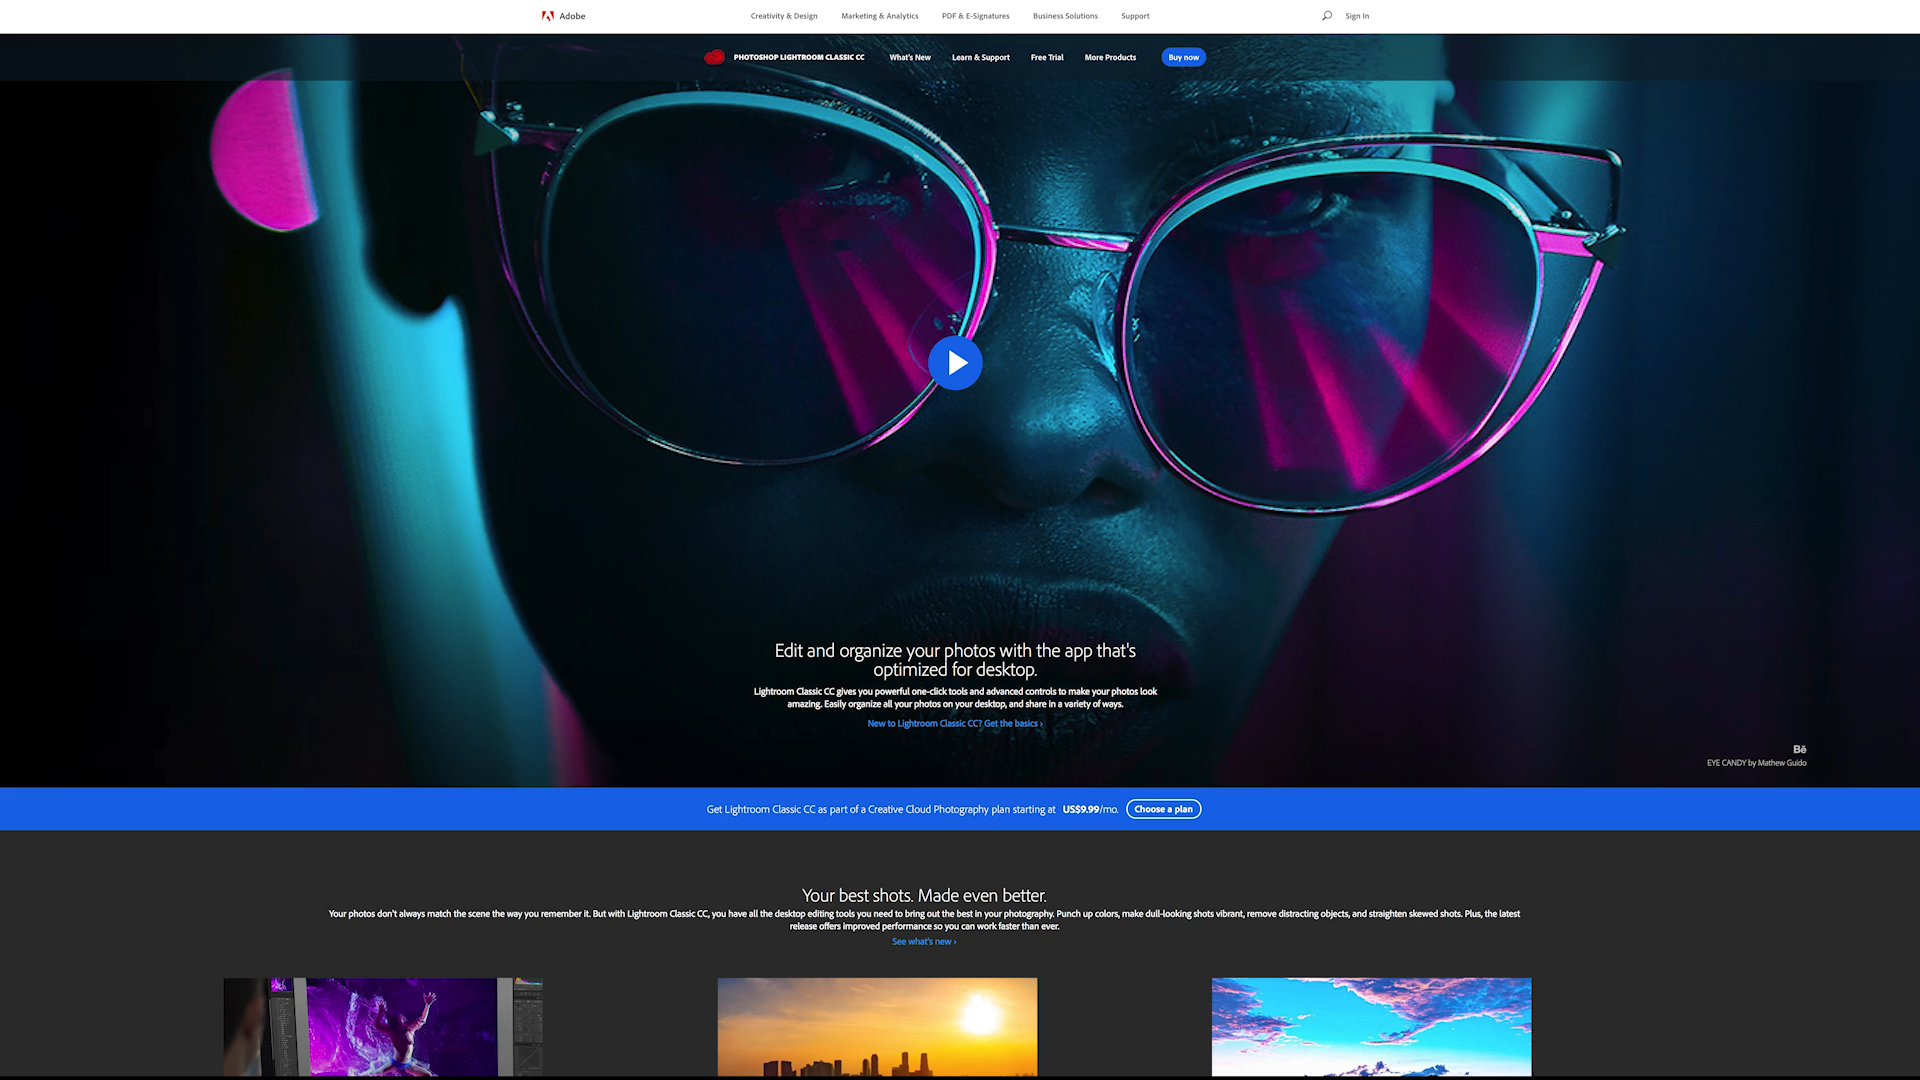 Adobe
Creativity & Design
Marketing & Analytics
PDF & E-Signatures
Business Solutions
Support
Sign In
PHOTOSHOP LIGHTROOM CLASSIC CC
What's New
Learn & Support
Free Trial
More Products
Buy now
Edit and organize your photos with the app that's
optimized for desktop.
Lightroom Classic CC gives you powerful one-click tools and advanced controls to make your photos look
amazing. Easily organize all your photos on your desktop, and share in a variety of ways.
New to Lightroom Classic CC? Get the basics ›
Bē
EYE CANDY by Mathew Guido
Get Lightroom Classic CC as part of a Creative Cloud Photography plan starting at US$9.99/mo. Choose a plan
Your best shots. Made even better.
Your photos don't always match the scene the way you remember it. But with Lightroom Classic CC, you have all the desktop editing tools you need to bring out the best in your photography. Punch up colors, make dull-looking shots vibrant, remove distracting objects, and straighten skewed shots. Plus, the latest
release offers improved performance so you can work faster than ever.
See what's new ›